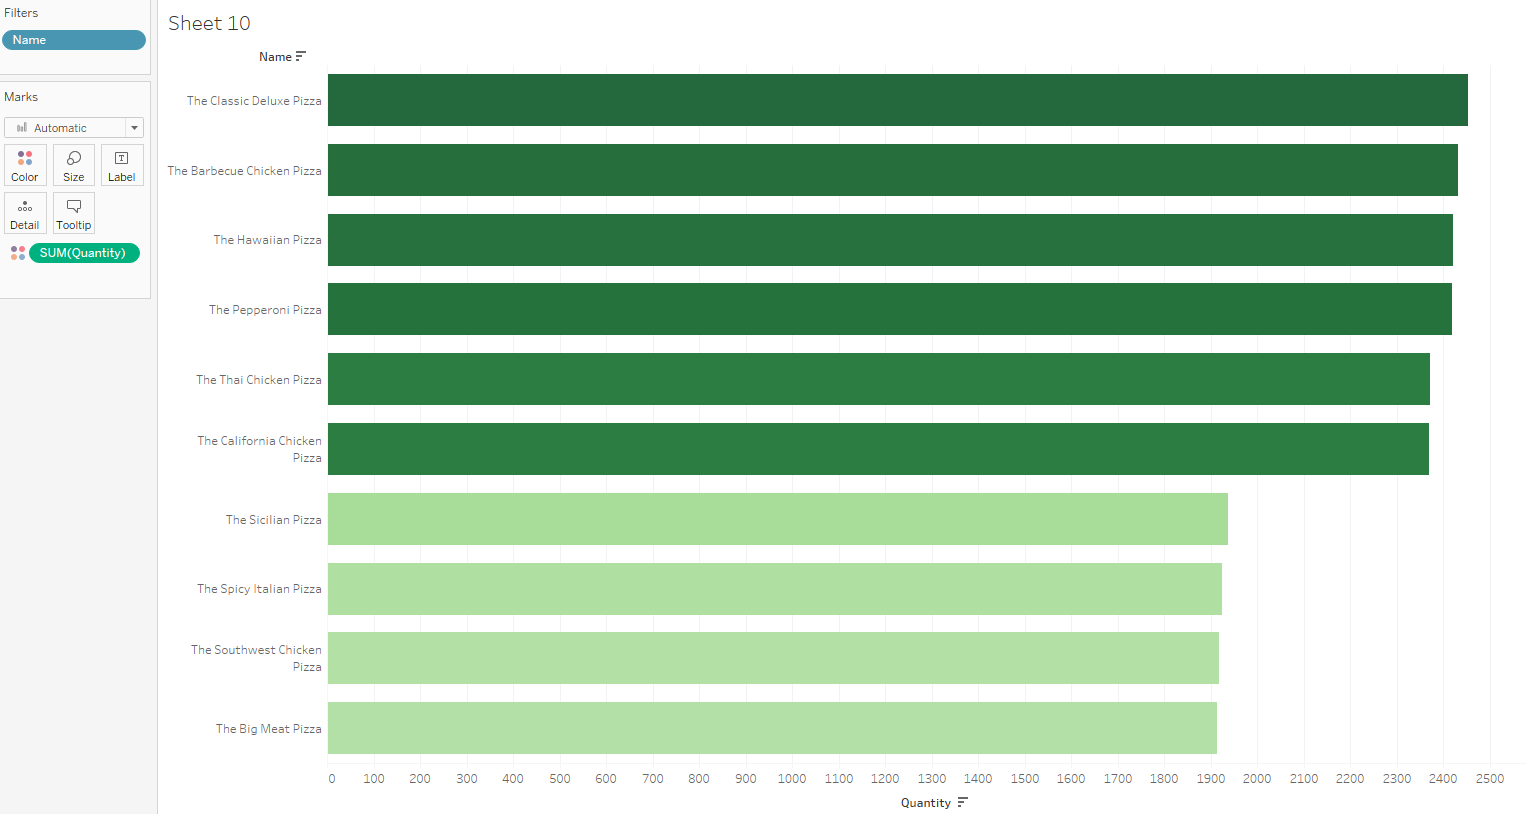 Filters
Name
Marks
Automatic
Color
Size
Label
Detail
Tooltip
SUM(Quantity)
Sheet 10
Name
The Classic Deluxe Pizza
The Barbecue Chicken Pizza
The Hawaiian Pizza
The Pepperoni Pizza
The Thai Chicken Pizza
The California Chicken
Pizza
The Sicilian Pizza
The Spicy Italian Pizza
The Southwest Chicken
Pizza
The Big Meat Pizza
0 100 200 300 400 500 600 700 800 900 1000 1100 1200 1300 1400 1500 1600 1700 1800 1900 2000 2100 2200 2300 2400 2500
Quantity